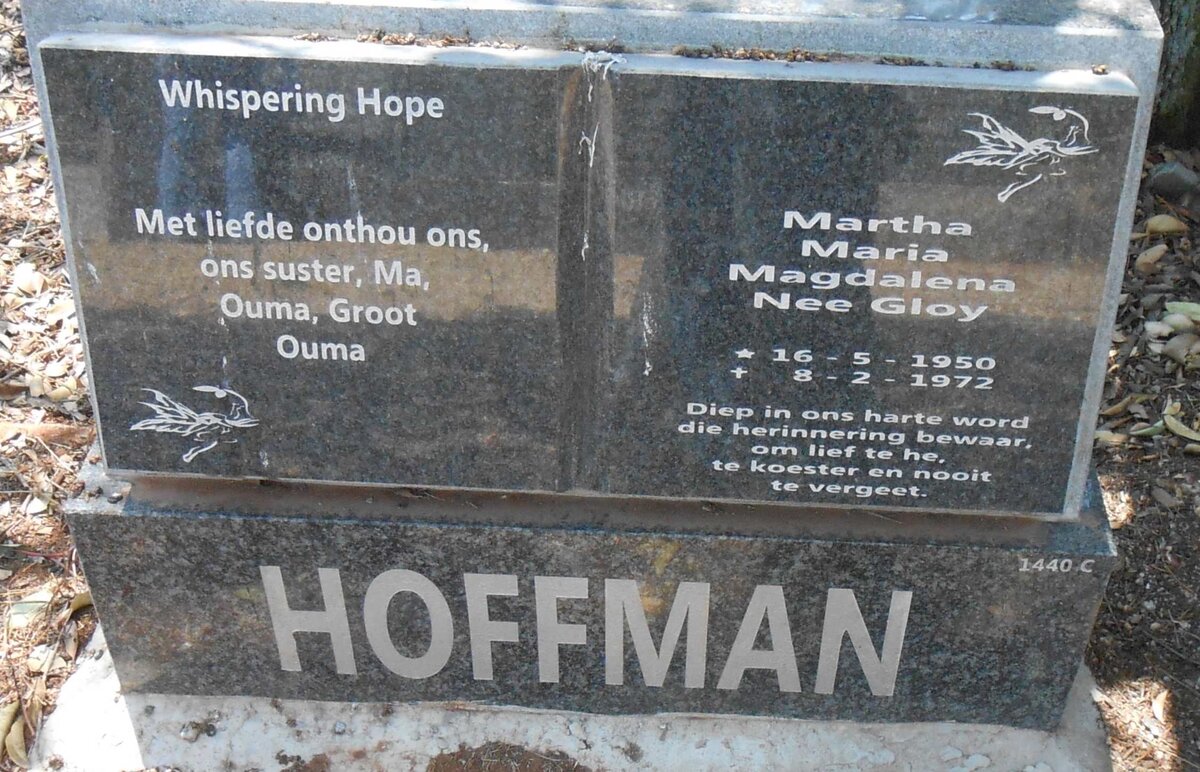 Whispering Hope
Met liefde onthou ons,
ons suster, Ma,
Ouma, Groot
Ouma
Martha
Maria
Magdalena
Nee Gloy
★ 16 - 5 - 1950
✝ 8 - 2 - 1972
Diep in ons harte word
die herinnering bewaar,
om lief te he,
te koester en nooit
te vergeet.
1440 C
HOFFMAN